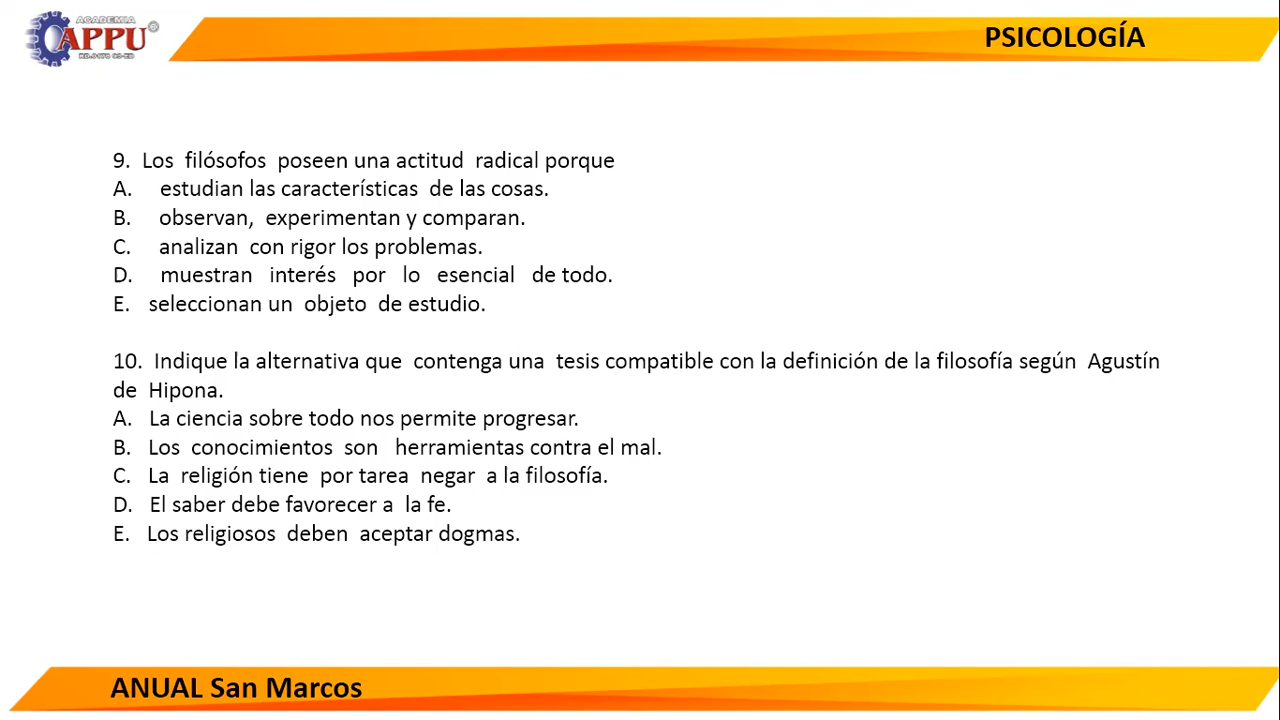 ACADEMIA
APPU
PSICOLOGÍA
9. Los filósofos poseen una actitud radical porque
A. estudian las características de las cosas.
B. observan, experimentan y comparan.
C. analizan con rigor los problemas.
D. muestran interés por lo esencial de todo.
E. seleccionan un objeto de estudio.
10. Indique la alternativa que contenga una tesis compatible con la definición de la filosofía según Agustín
de Hipona.
A. La ciencia sobre todo nos permite progresar.
B. Los conocimientos son herramientas contra el mal.
C. La religión tiene por tarea negar a la filosofía.
D. El saber debe favorecer a la fe.
E. Los religiosos deben aceptar dogmas.
ANUAL San Marcos